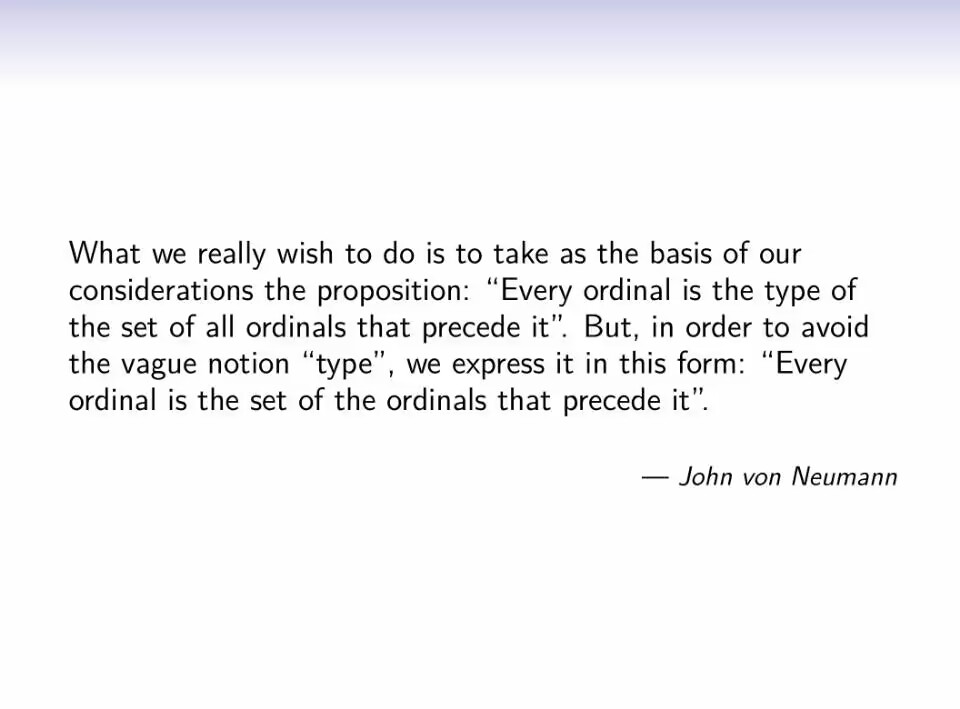 What we really wish to do is to take as the basis of our
considerations the proposition: “Every ordinal is the type of
the set of all ordinals that precede it”. But, in order to avoid
the vague notion “type”, we express it in this form: “Every
ordinal is the set of the ordinals that precede it”.
— John von Neumann